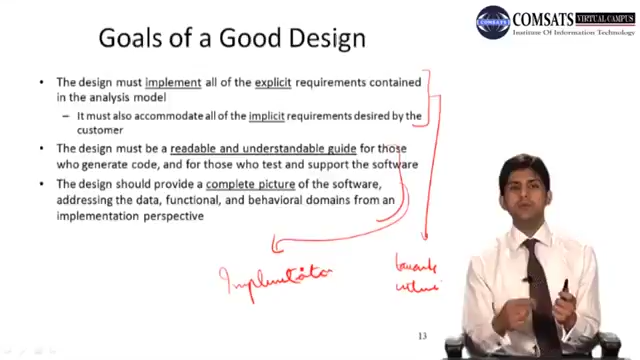 COMSATS VIRTUAL CAMPUS
Institute Of Information Technology
Goals of a Good Design
• The design must implement all of the explicit requirements contained
in the analysis model
– It must also accommodate all of the implicit requirements desired by the
customer
• The design must be a readable and understandable guide for those
who generate code, and for those who test and support the software
• The design should provide a complete picture of the software,
addressing the data, functional, and behavioral domains from an
implementation perspective
towards
13